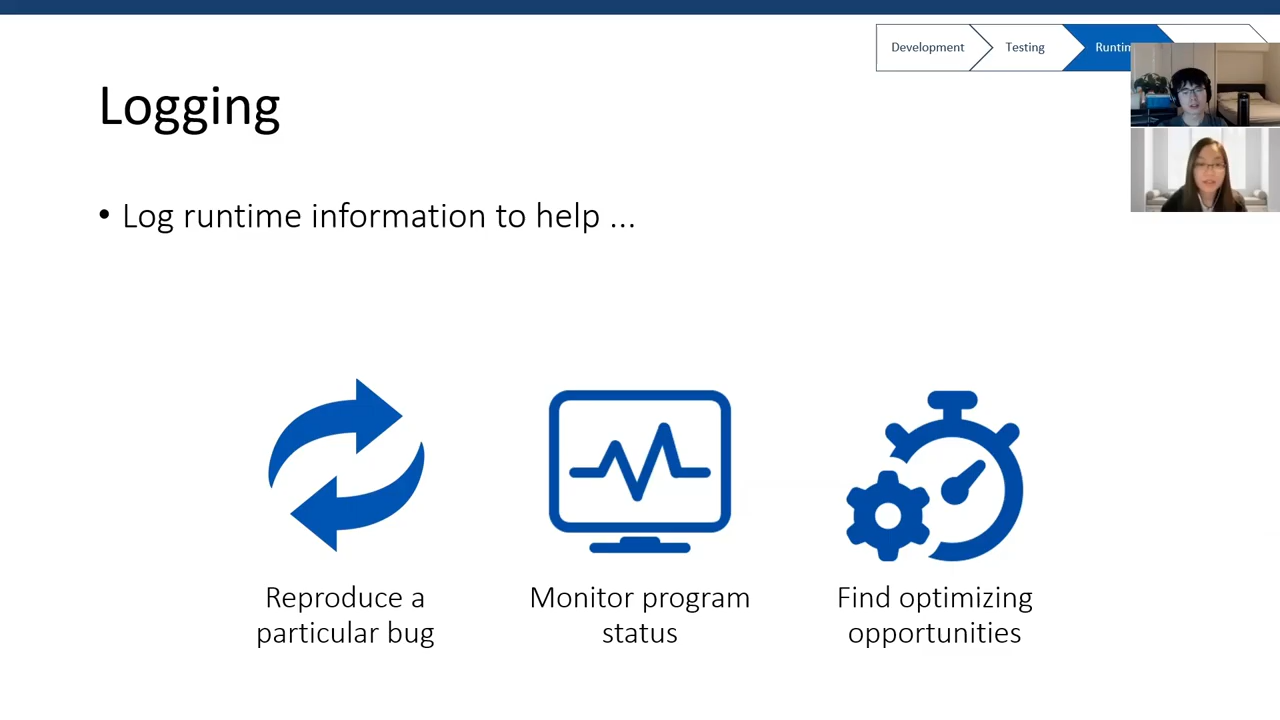 Development
Testing
Logging
• Log runtime information to help ...
Reproduce a
particular bug
Monitor program
status
Find optimizing
opportunities